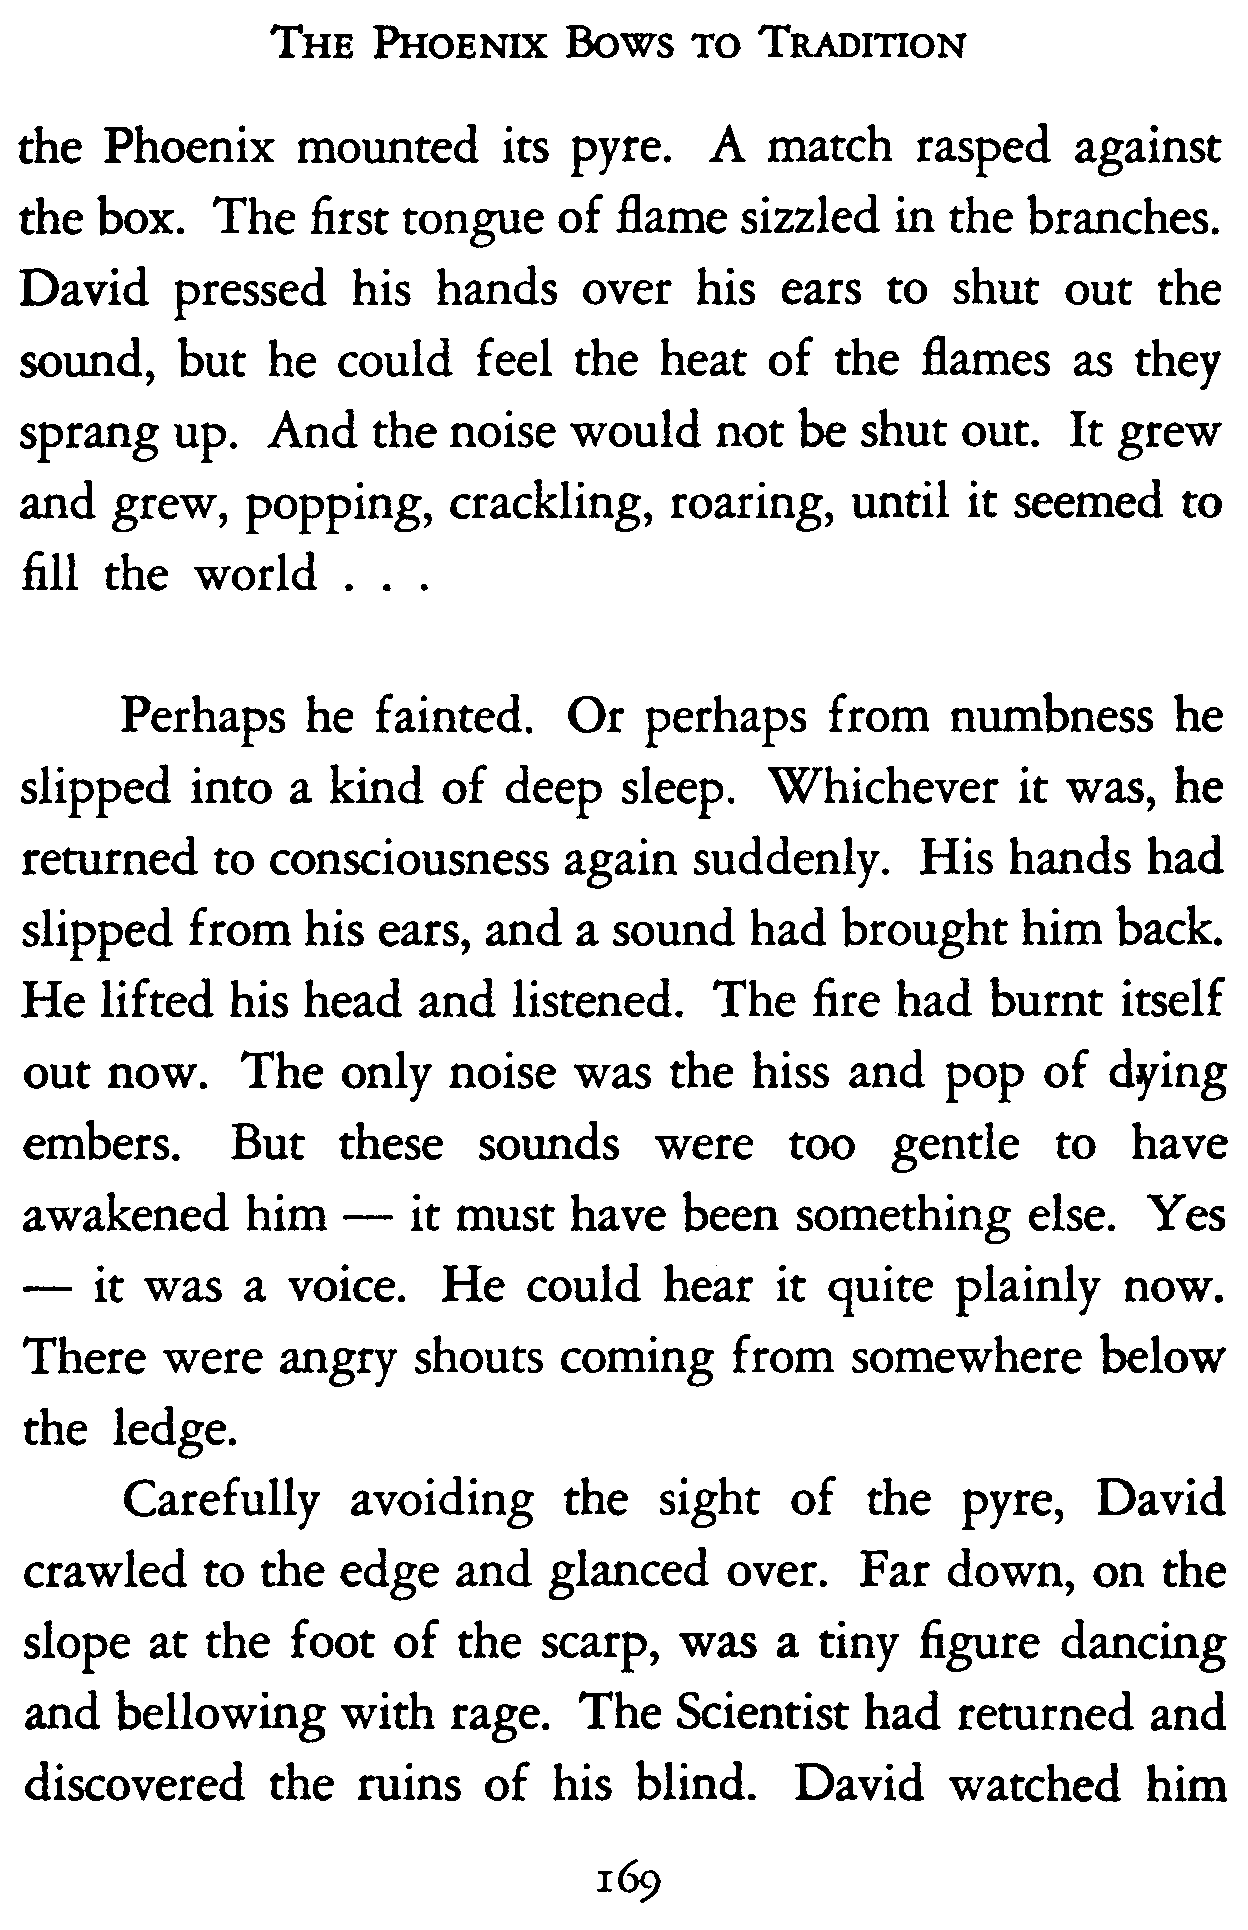 The Phoenix Bows to Tradition
the Phoenix mounted its pyre. A match rasped against
the box. The first tongue of flame sizzled in the branches.
David pressed his hands over his ears to shut out the
sound, but he could feel the heat of the flames as they
sprang up. And the noise would not be shut out. It grew
and grew, popping, crackling, roaring, until it seemed to
fill the world . . .
Perhaps he fainted. Or perhaps from numbness he
slipped into a kind of deep sleep. Whichever it was, he
returned to consciousness again suddenly. His hands had
slipped from his ears, and a sound had brought him back.
He lifted his head and listened. The fire had burnt itself
out now. The only noise was the hiss and pop of dying
embers. But these sounds were too gentle to have
awakened him — it must have been something else. Yes
— it was a voice. He could hear it quite plainly now.
There were angry shouts coming from somewhere below
the ledge.
Carefully avoiding the sight of the pyre, David
crawled to the edge and glanced over. Far down, on the
slope at the foot of the scarp, was a tiny figure dancing
and bellowing with rage. The Scientist had returned and
discovered the ruins of his blind. David watched him
169